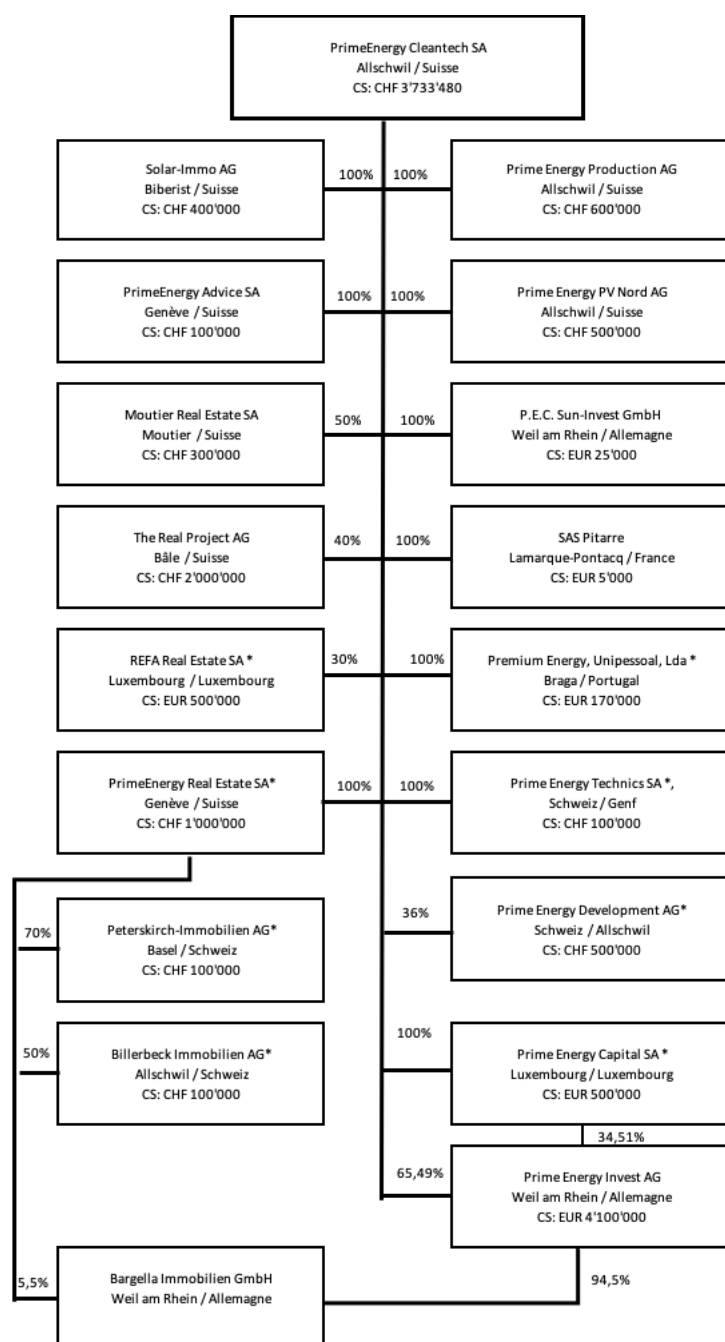 PrimeEnergy Cleantech SA
Allschwil / Suisse
CS: CHF 3'733'480
Solar-Immo AG
Biberist / Suisse
CS: CHF 400'000
100%
100%
Prime Energy Production AG
Allschwil / Suisse
CS: CHF 600'000
PrimeEnergy Advice SA
Genève / Suisse
CS: CHF 100'000
100%
100%
Prime Energy PV Nord AG
Allschwil / Suisse
CS: CHF 500'000
Moutier Real Estate SA
Moutier / Suisse
CS: CHF 300'000
50%
100%
P.E.C. Sun-Invest GmbH
Weil am Rhein / Allemagne
CS: EUR 25'000
The Real Project AG
Bâle / Suisse
CS: CHF 2'000'000
40%
100%
SAS Pitarre
Lamarque-Pontacq / France
CS: EUR 5'000
REFA Real Estate SA *
Luxembourg / Luxembourg
CS: EUR 500'000
30%
100%
Premium Energy, Unipessoal, Lda *
Braga / Portugal
CS: EUR 170'000
PrimeEnergy Real Estate SA*
Genève / Suisse
CS: CHF 1'000'000
100%
100%
Prime Energy Technics SA *,
Schweiz / Genf
CS: CHF 100'000
70%
Peterskirch-Immobilien AG*
Basel / Schweiz
CS: CHF 100'000
36%
Prime Energy Development AG*
Schweiz / Allschwil
CS: CHF 500'000
50%
Billerbeck Immobilien AG*
Allschwil / Schweiz
CS: CHF 100'000
100%
Prime Energy Capital SA *
Luxembourg / Luxembourg
CS: EUR 500'000
34,51%
65,49%
Prime Energy Invest AG
Weil am Rhein / Allemagne
CS: EUR 4'100'000
5,5%
Bargella Immobilien GmbH
Weil am Rhein / Allemagne
94,5%